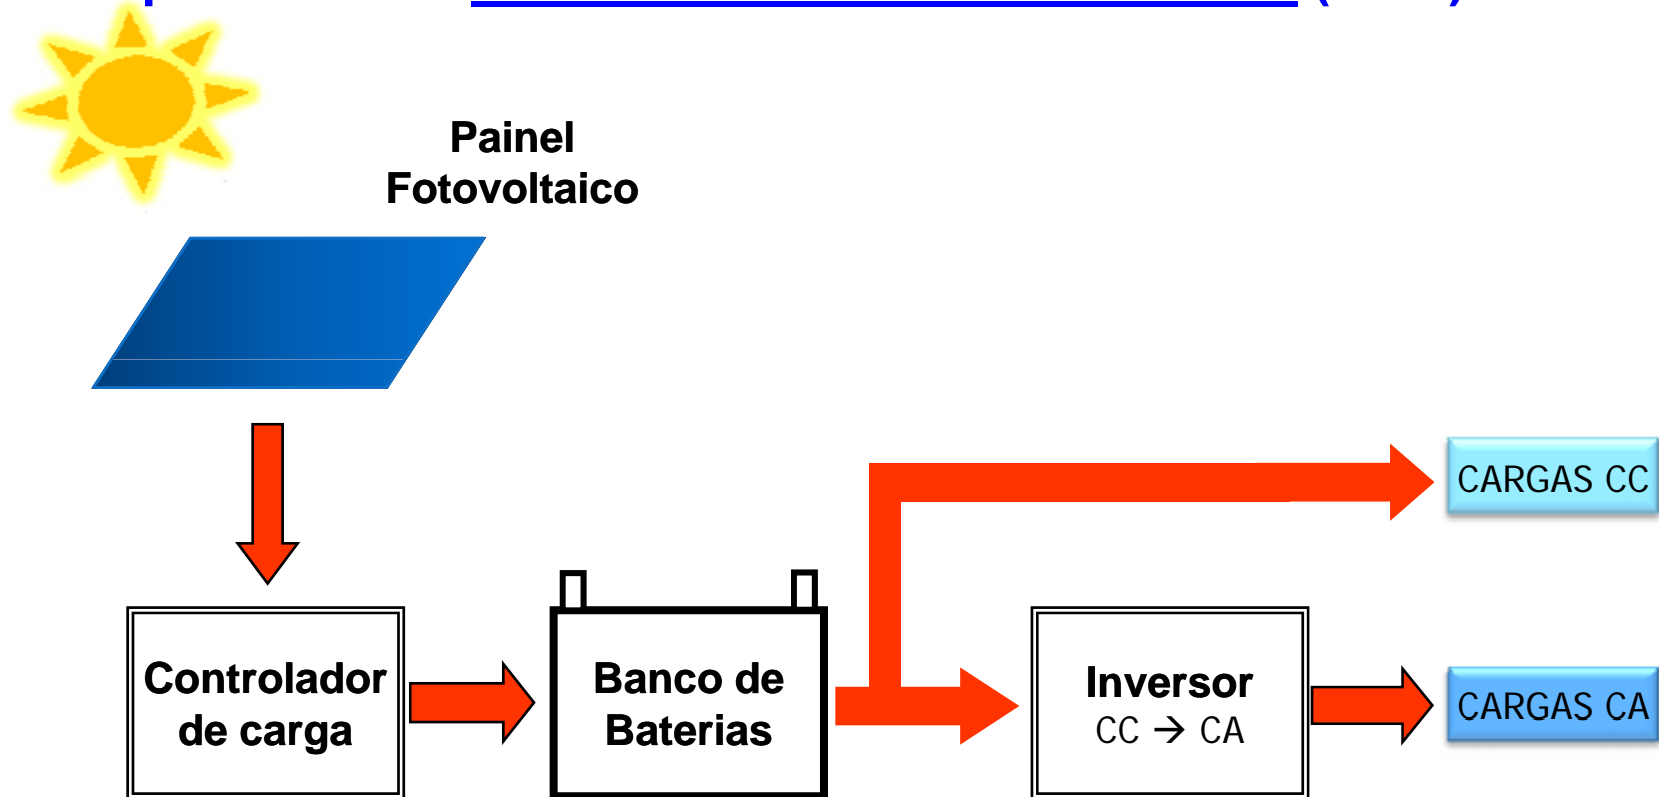 Painel
Fotovoltaico
CARGAS CC
Controlador
de carga
Banco de
Baterias
Inversor
CC → CA
CARGAS CA